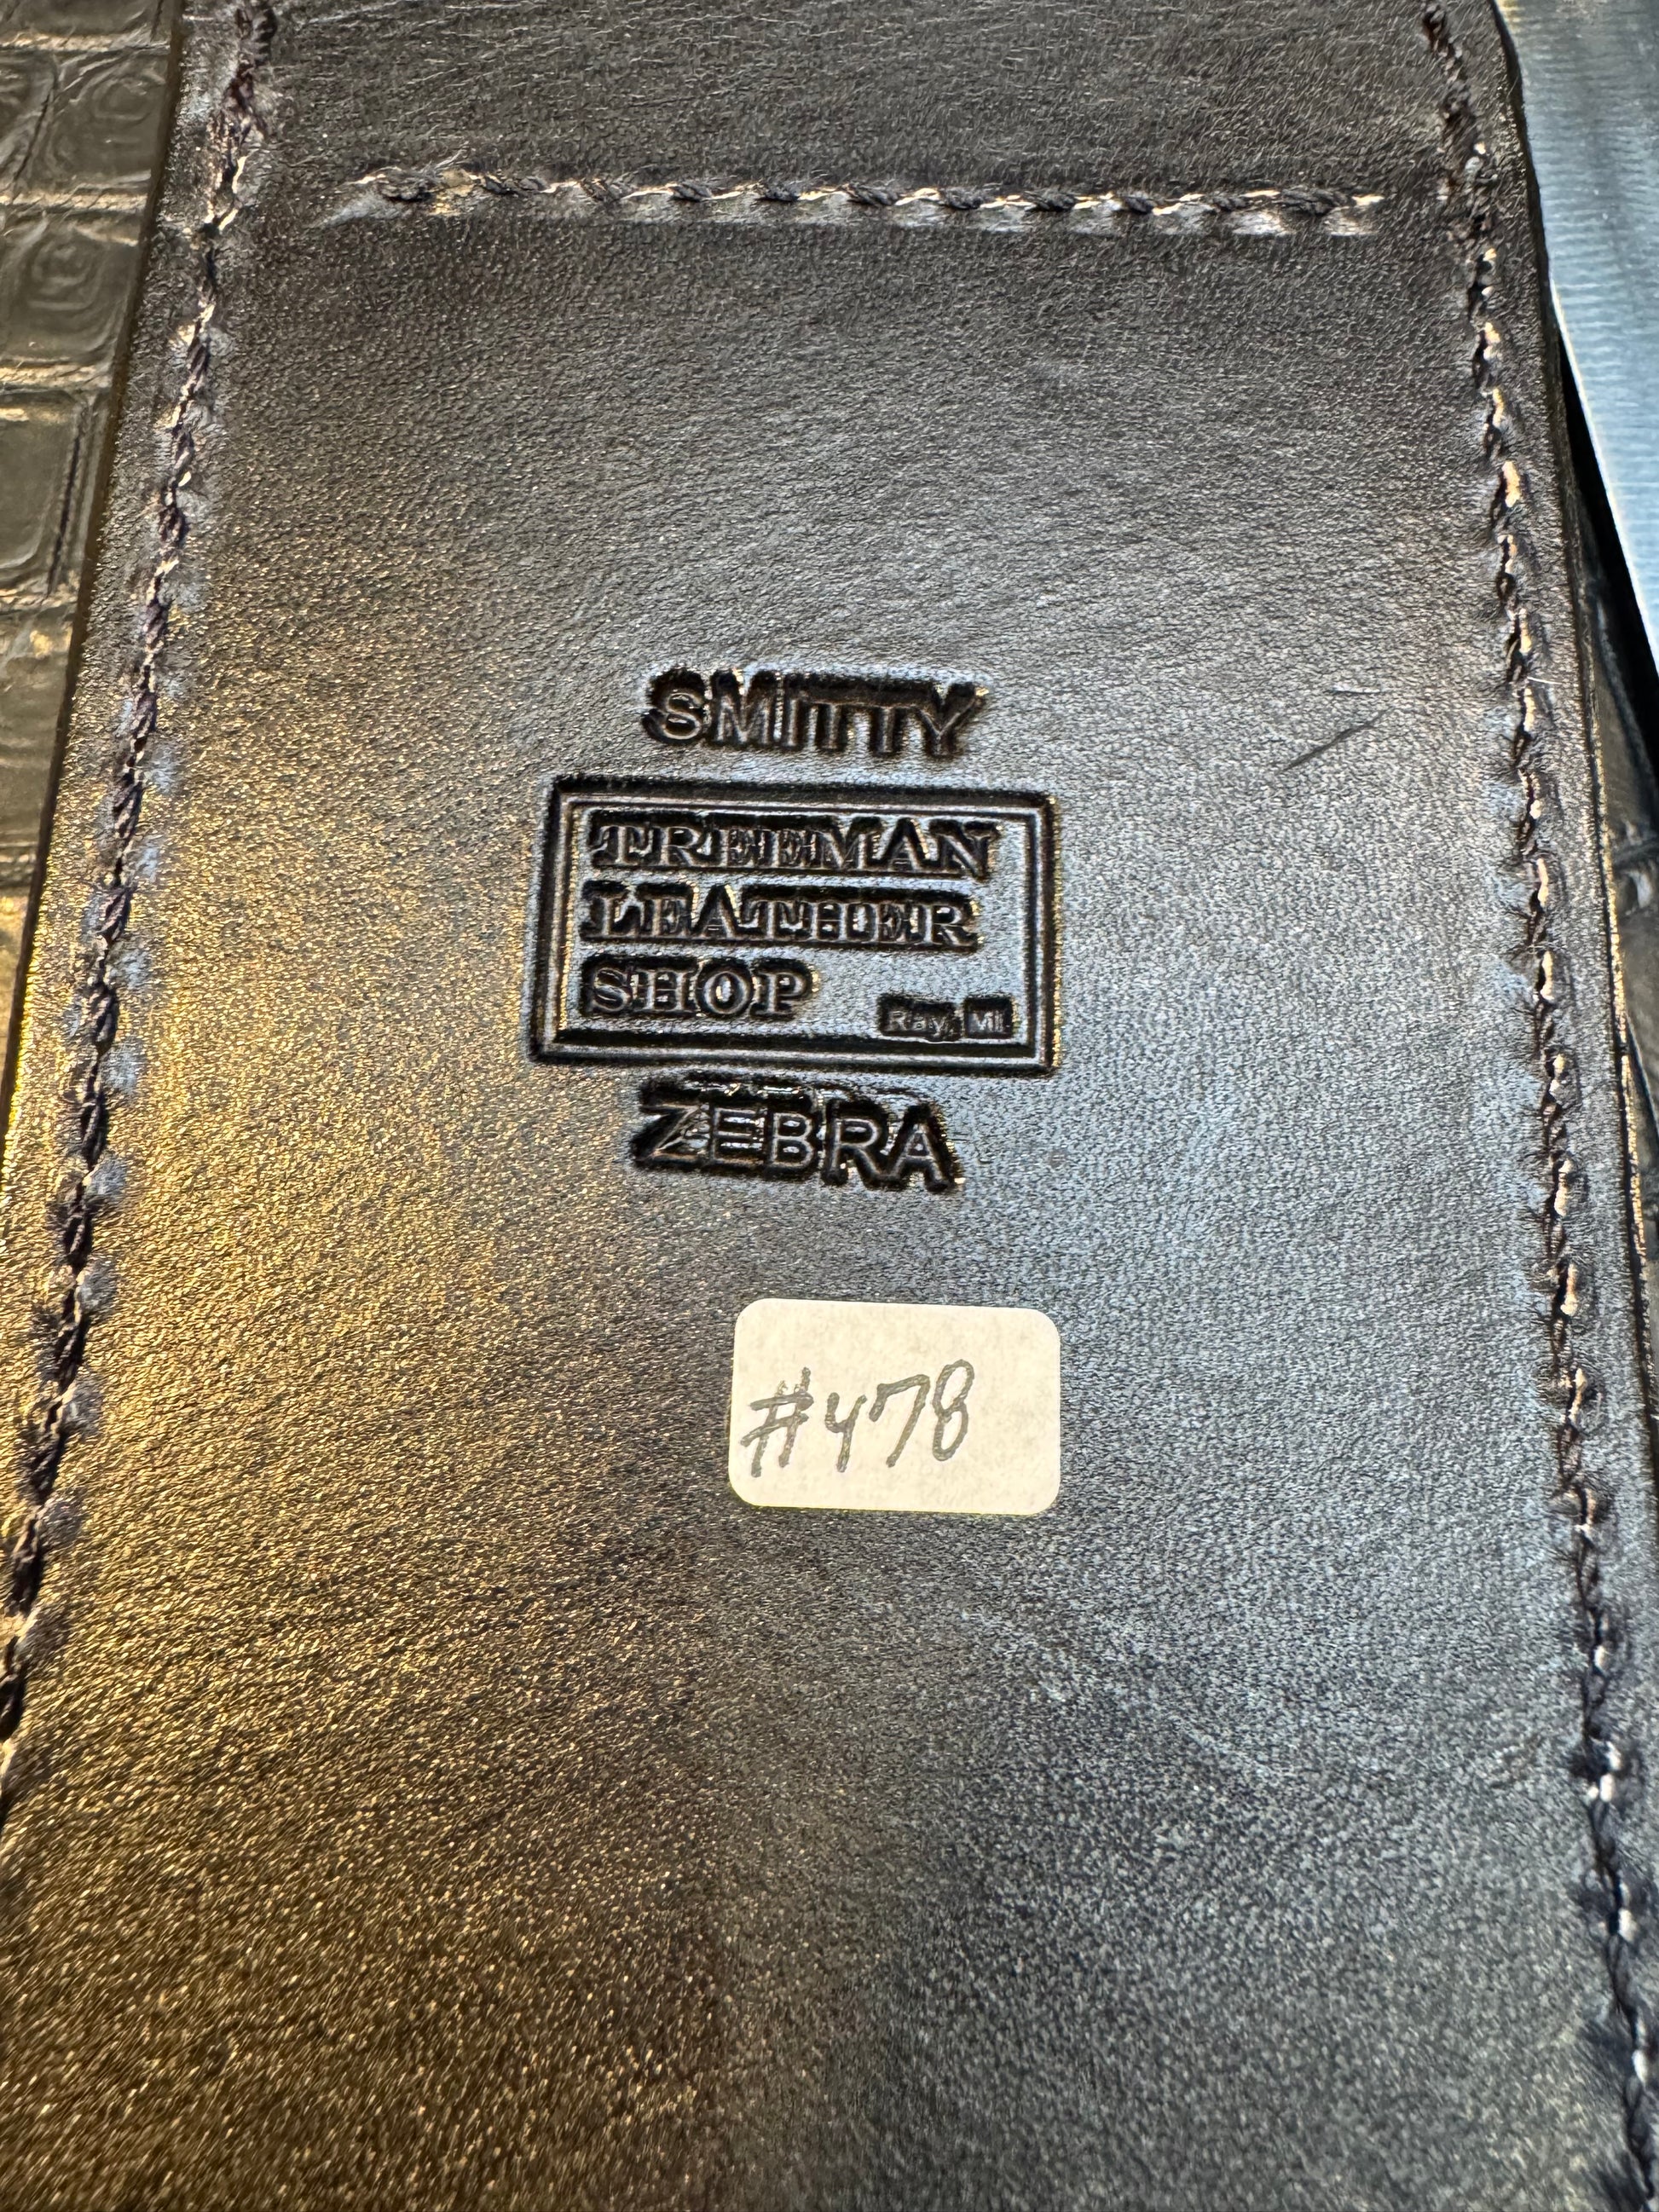 SMITTY
TREEMAN
LEATHER
SHOP Ray, MI
ZEBRA
#478